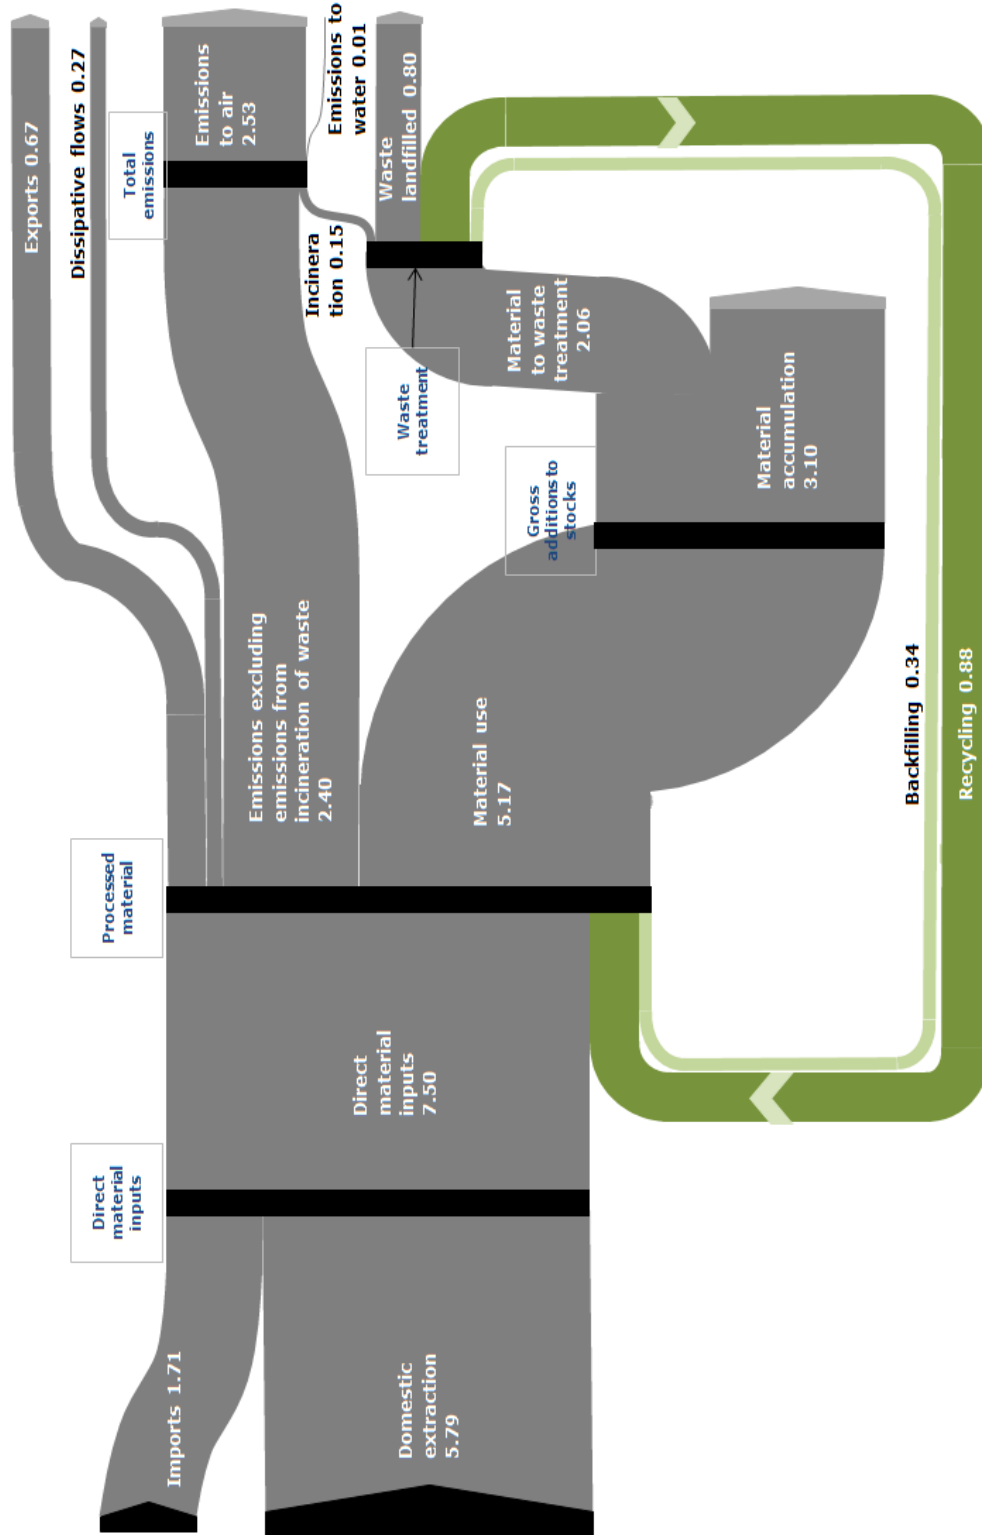 Exports 0.67
Dissipative flows 0.27
Total
emissions
Emissions
to air
2.53
Emissions to
water 0.01
Waste
landfilled 0.80
Incinera
tion 0.15
Material
to waste
treatment
2.06
Waste
treatment
Gross
additions to
stocks
Material
accumulation
3.10
Emissions excluding
emissions from
incineration of waste
2.40
Material use
5.17
Backfilling 0.34
Recycling 0.88
Processed
material
Direct
material
inputs
7.50
Direct
material
inputs
Imports 1.71
Domestic
extraction
5.79